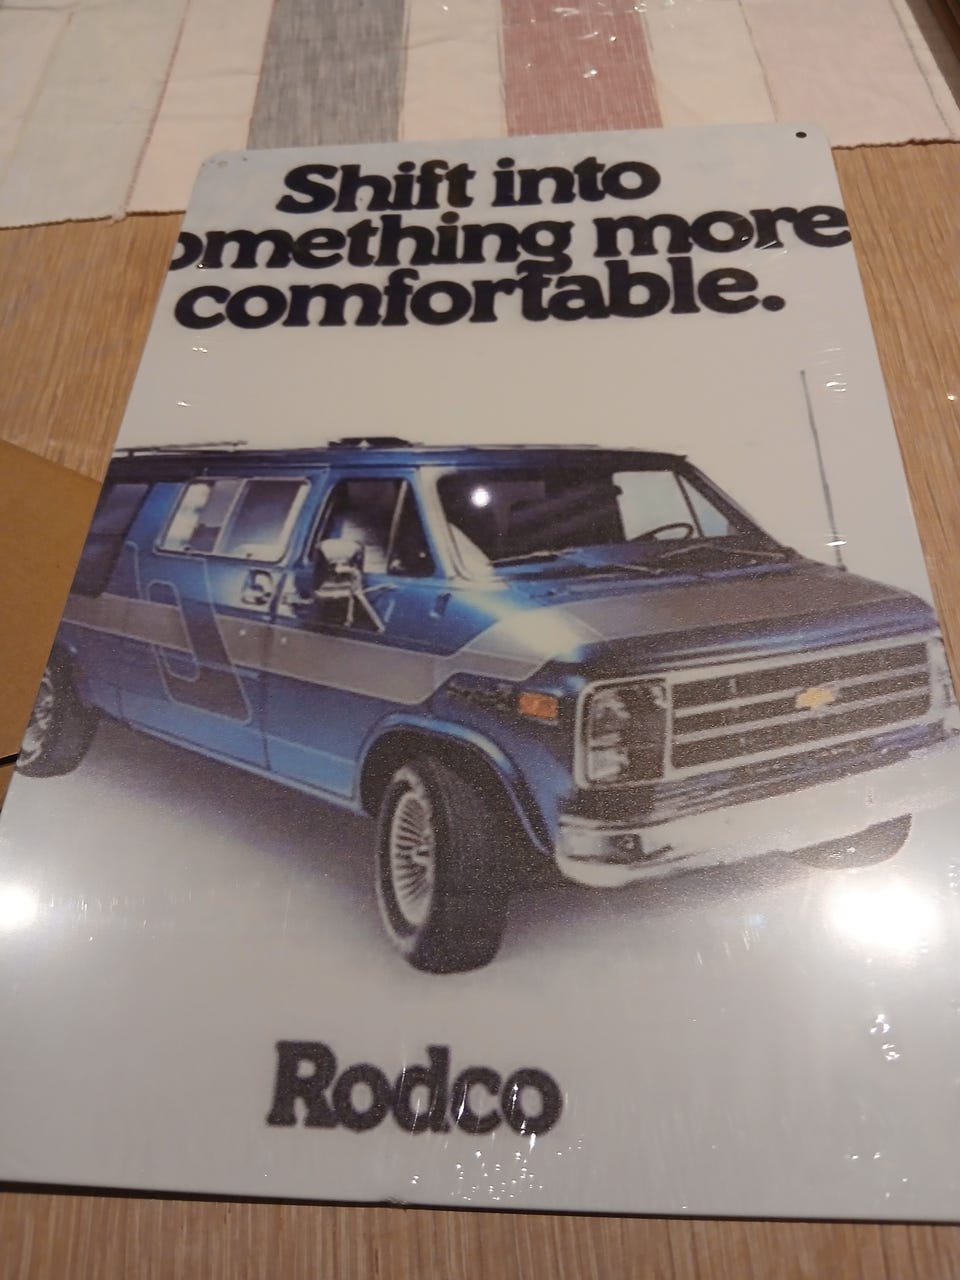 Shift into
omething more
comfortable.
Rodco